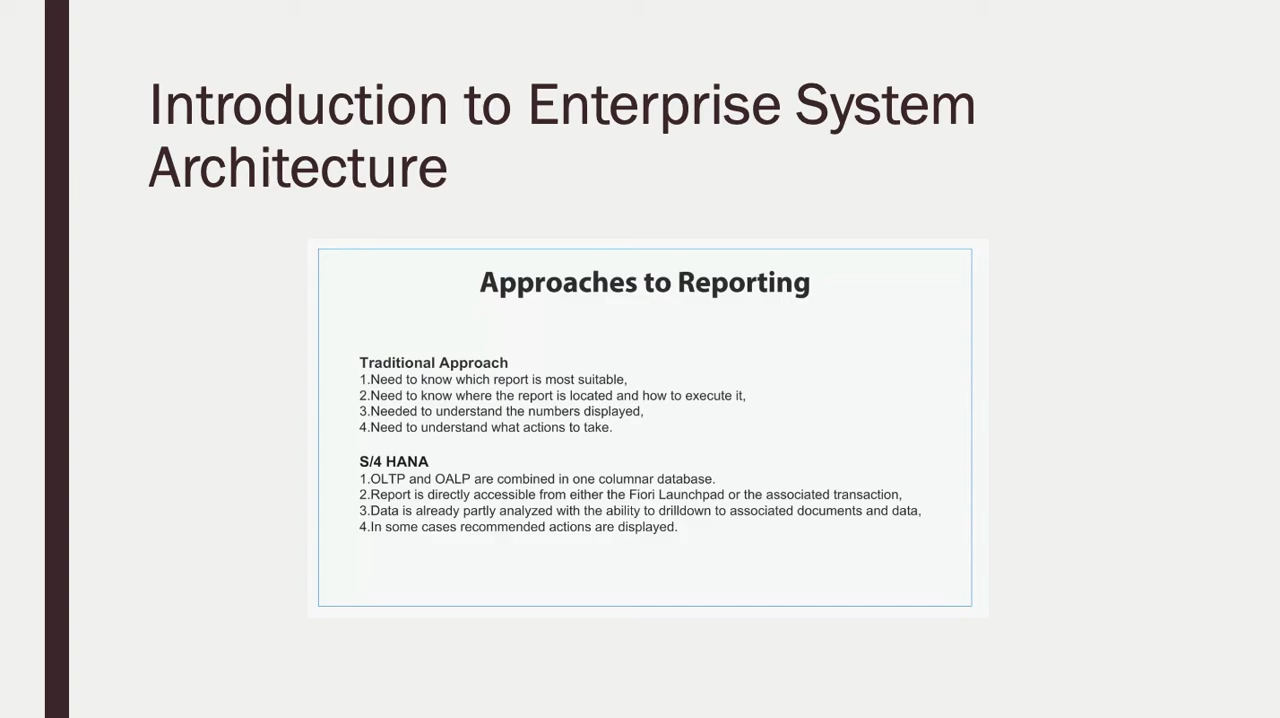 Introduction to Enterprise System
Architecture
Approaches to Reporting
Traditional Approach
1.Need to know which report is most suitable,
2.Need to know where the report is located and how to execute it,
3.Needed to understand the numbers displayed,
4.Need to understand what actions to take.
S/4 HANA
1.OLTP and OALP are combined in one columnar database.
2.Report is directly accessible from either the Fiori Launchpad or the associated transaction,
3.Data is already partly analyzed with the ability to drilldown to associated documents and data,
4.In some cases recommended actions are displayed.